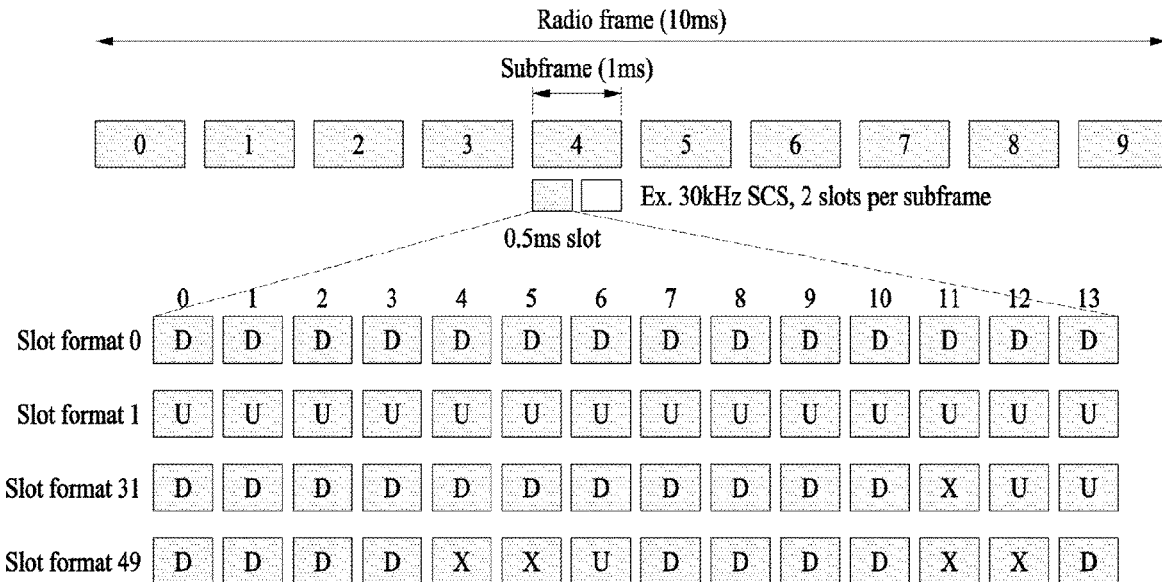 Radio frame (10ms)
Subframe (1ms)
0 1 2 3 4 5 6 7 8 9
Ex. 30kHz SCS, 2 slots per subframe
0.5ms slot
0 1 2 3 4 5 6 7 8 9 10 11 12 13
Slot format 0 D D D D D D D D D D D D D D
Slot format 1 U U U U U U U U U U U U U U
Slot format 31 D D D D D D D D D D D X U U
Slot format 49 D D D D X X U D D D D X X D